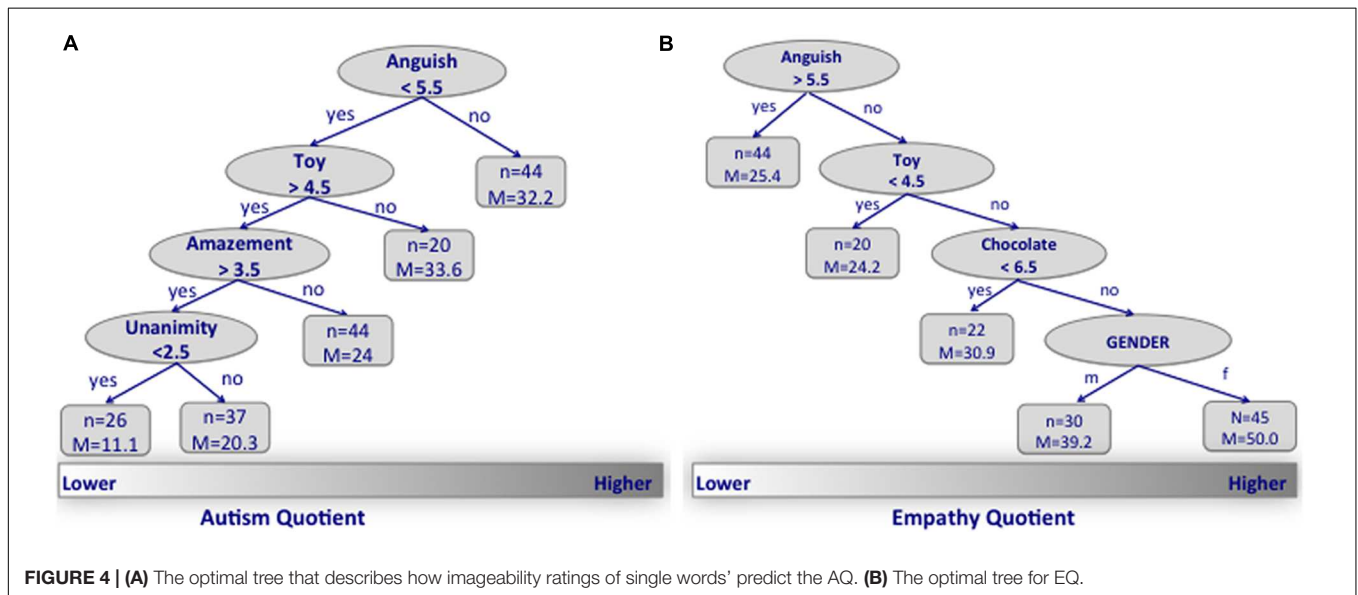 A
Anguish
< 5.5
yes
no
Toy
> 4.5
n=44
M=32.2
yes
no
Amazement
> 3.5
n=20
M=33.6
yes
no
Unanimity
<2.5
n=44
M=24
yes
no
n=26
M=11.1
n=37
M=20.3
Lower
Higher
Autism Quotient
B
Anguish
> 5.5
yes
no
n=44
M=25.4
Toy
< 4.5
yes
no
n=20
M=24.2
Chocolate
< 6.5
yes
no
n=22
M=30.9
GENDER
m
f
n=30
M=39.2
N=45
M=50.0
Lower
Higher
Empathy Quotient
FIGURE 4 | (A) The optimal tree that describes how imageability ratings of single words’ predict the AQ. (B) The optimal tree for EQ.